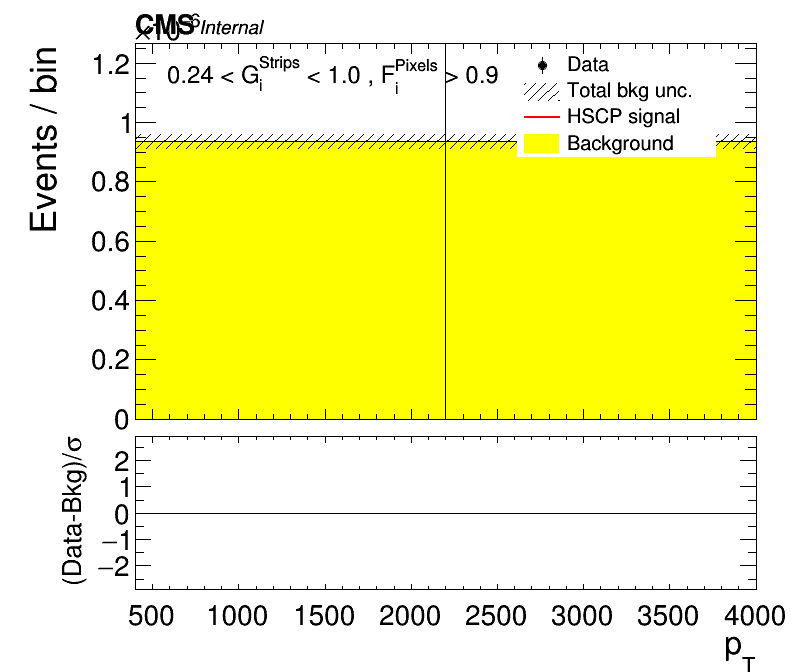 CMS Internal
×10⁻⁶
0.24 < G_i^Strips < 1.0 , F_i^Pixels > 0.9
Data
Total bkg unc.
HSCP signal
Background
Events / bin
1.2
1
0.8
0.6
0.4
0.2
0
(Data-Bkg)/σ
2
1
0
−1
−2
500 1000 1500 2000 2500 3000 3500 4000
p_T